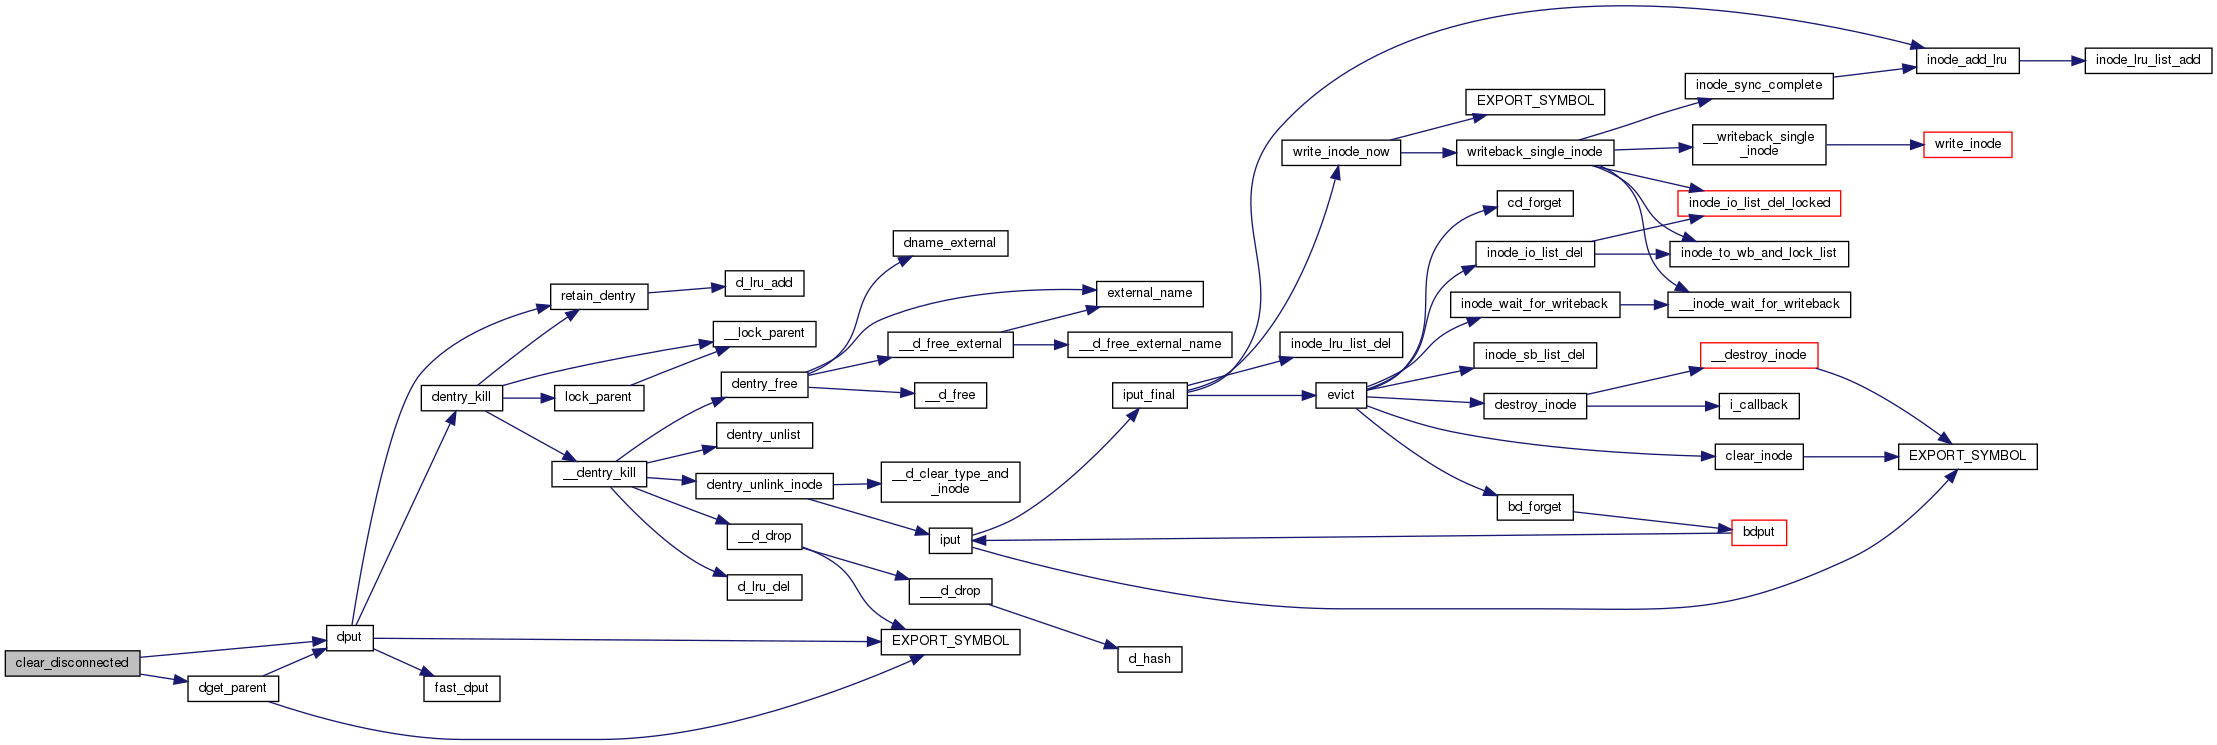 clear_disconnected
dput
dget_parent
dentry_kill
fast_dput
retain_dentry
__lock_parent
lock_parent
__dentry_kill
d_lru_add
dentry_free
dentry_unlist
dentry_unlink_inode
__d_drop
d_lru_del
dname_external
external_name
__d_free_external
__d_free_external_name
__d_free
__d_clear_type_and
_inode
iput
___d_drop
EXPORT_SYMBOL
d_hash
iput_final
write_inode_now
inode_lru_list_del
evict
EXPORT_SYMBOL
writeback_single_inode
cd_forget
inode_io_list_del
inode_wait_for_writeback
inode_sb_list_del
destroy_inode
bd_forget
inode_sync_complete
__writeback_single
_inode
inode_io_list_del_locked
inode_to_wb_and_lock_list
__inode_wait_for_writeback
__destroy_inode
i_callback
clear_inode
bdput
inode_add_lru
write_inode
EXPORT_SYMBOL
inode_lru_list_add